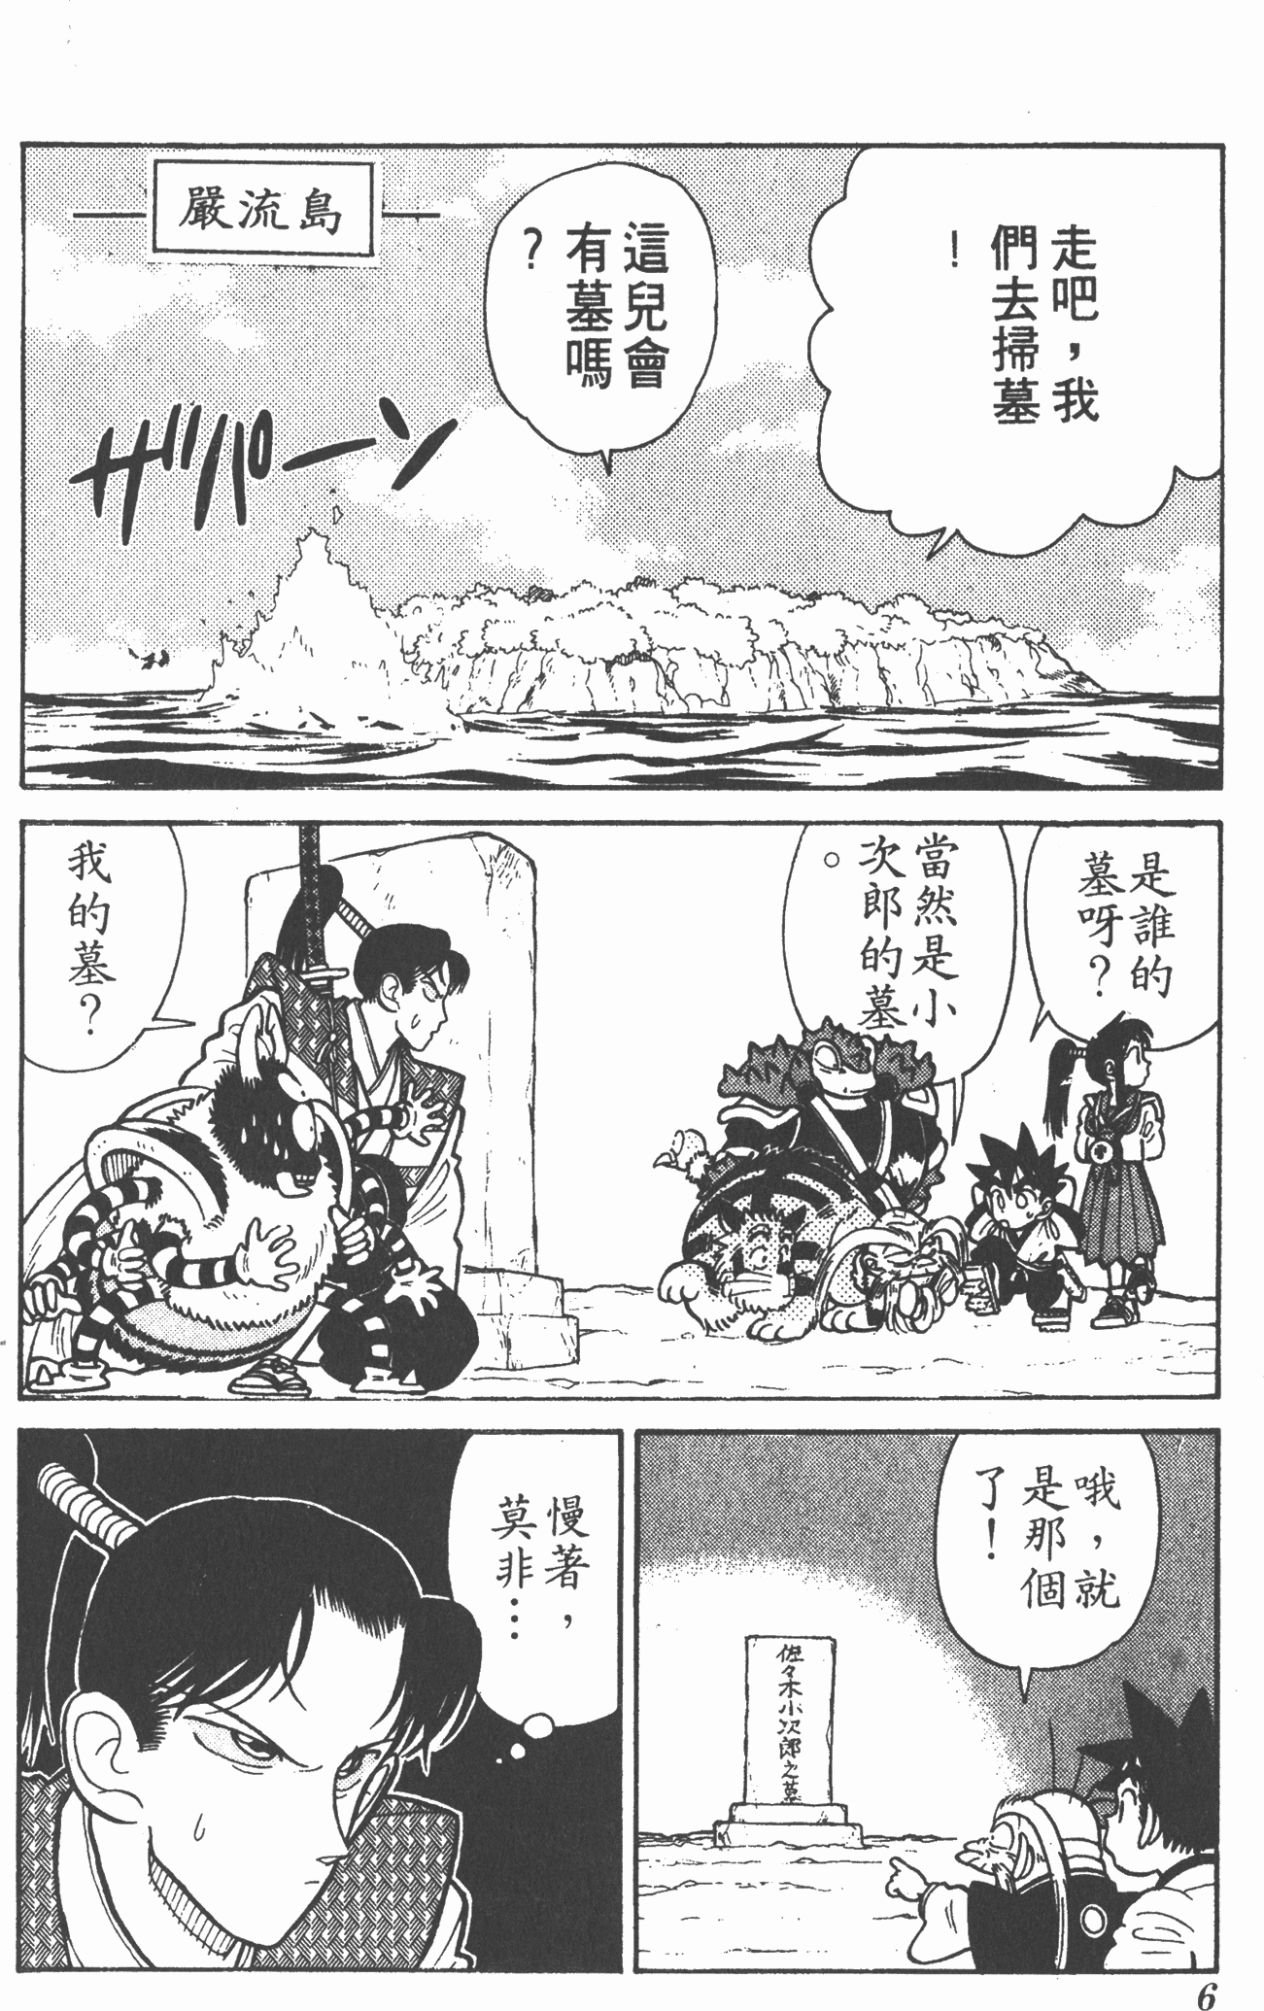 走吧，我
們去掃墓
！
這兒會
有墓嗎
？
嚴流島
ザバーン
是誰的
墓呀？
當然是小
次郎的墓
。
我的墓？
哦，就
是那個
了！
佐々木小次郎之墓
慢著，
莫非…
6